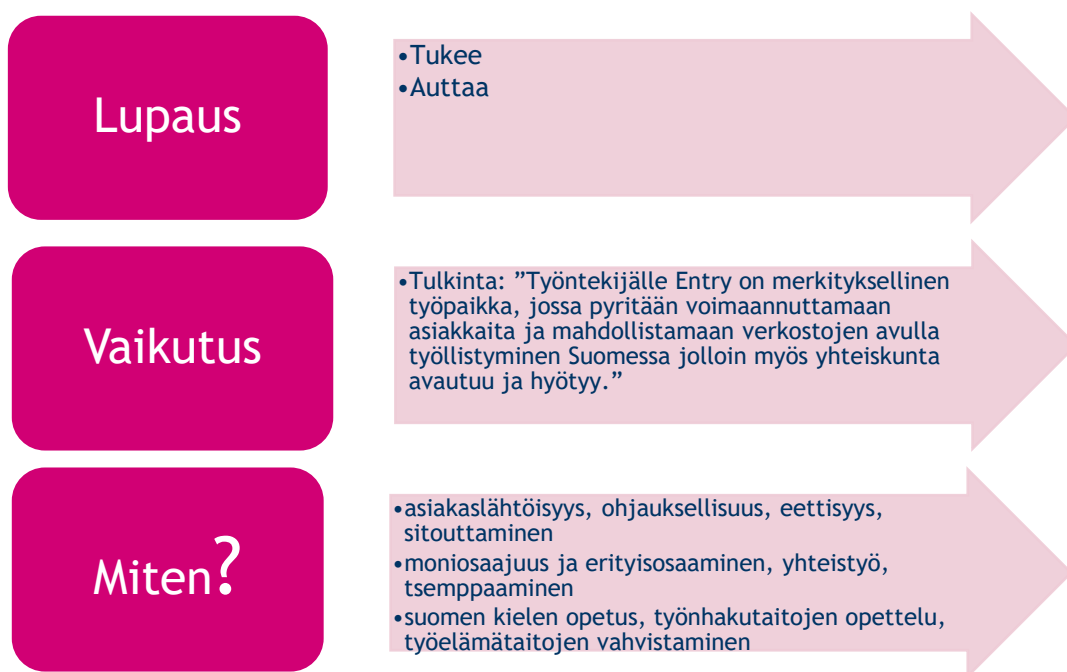 Lupaus
•Tukee
•Auttaa
Vaikutus
•Tulkinta: ”Työntekijälle Entry on merkityksellinen
työpaikka, jossa pyritään voimaannuttamaan
asiakkaita ja mahdollistamaan verkostojen avulla
työllistyminen Suomessa jolloin myös yhteiskunta
avautuu ja hyötyy.”
Miten?
•asiakaslähtöisyys, ohjauksellisuus, eettisyys,
sitouttaminen
•moniosaajuus ja erityisosaaminen, yhteistyö,
tsemppaaminen
•suomen kielen opetus, työnhakutaitojen opettelu,
työelämätaitojen vahvistaminen